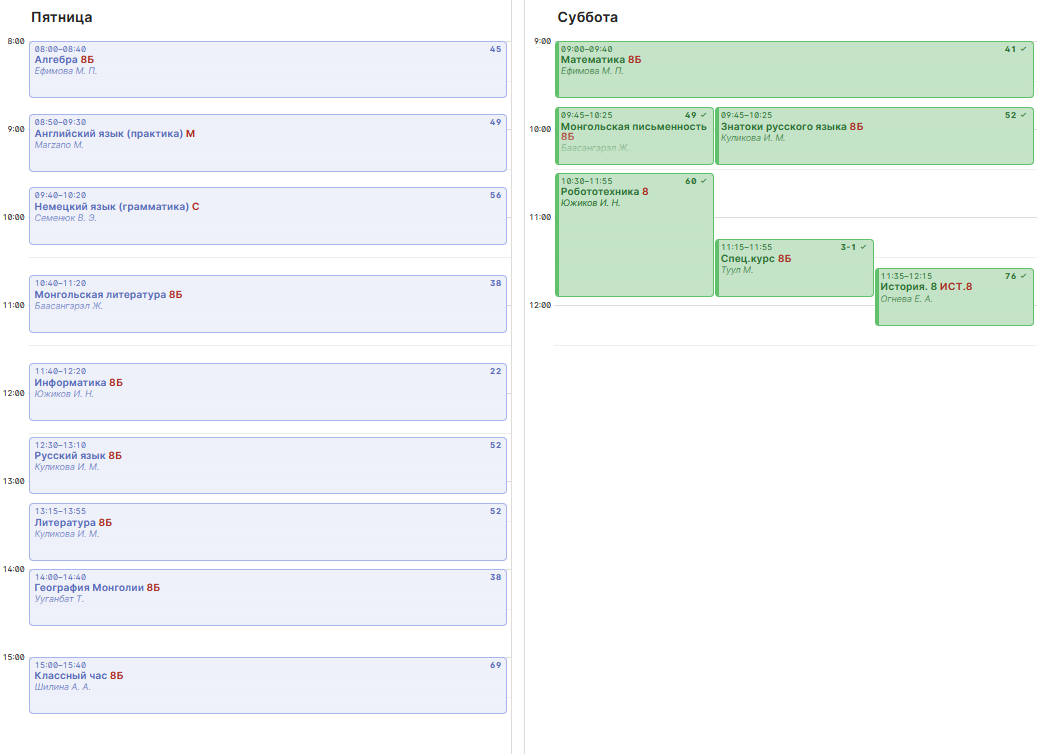 Пятница
8:00
08:00–08:40 45
Алгебра 8Б
Ефимова М. П.
9:00
08:50–09:30 49
Английский язык (практика) М
Marzano M.
09:40–10:20 56
Немецкий язык (грамматика) С
Семенюк В. Э.
10:00
10:40–11:20 38
Монгольская литература 8Б
Баасангэрэл Ж.
11:00
11:40–12:20 22
Информатика 8Б
Южиков И. Н.
12:00
12:30–13:10 52
Русский язык 8Б
Куликова И. М.
13:00
13:15–13:55 52
Литература 8Б
Куликова И. М.
14:00
14:00–14:40 38
География Монголии 8Б
Ууганбат Т.
15:00
15:00–15:40 69
Классный час 8Б
Шилина А. А.
Суббота
9:00
09:00–09:40 41 ✓
Математика 8Б
Ефимова М. П.
10:00
09:45–10:25 49 ✓
Монгольская письменность
8Б
Баасангэрэл Ж.
09:45–10:25 52 ✓
Знатоки русского языка 8Б
Куликова И. М.
10:30–11:55 60 ✓
Робототехника 8
Южиков И. Н.
11:00
11:15–11:55 3-1 ✓
Спец.курс 8Б
Туул М.
11:35–12:15 76 ✓
История. 8 ИСТ.8
Огнева Е. А.
12:00